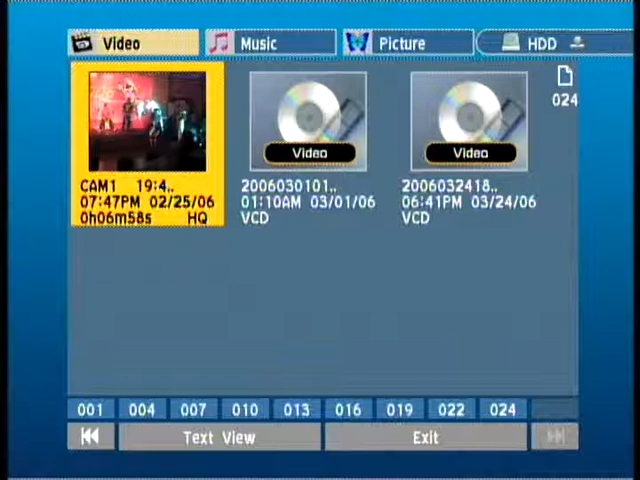 Video Music Picture HDD
024
Video Video
CAM1 19:4.. 2006030101.. 2006032418..
07:47PM 02/25/06 01:10AM 03/01/06 06:41PM 03/24/06
0h06m58s HQ VCD VCD
001 004 007 010 013 016 019 022 024
Text View Exit